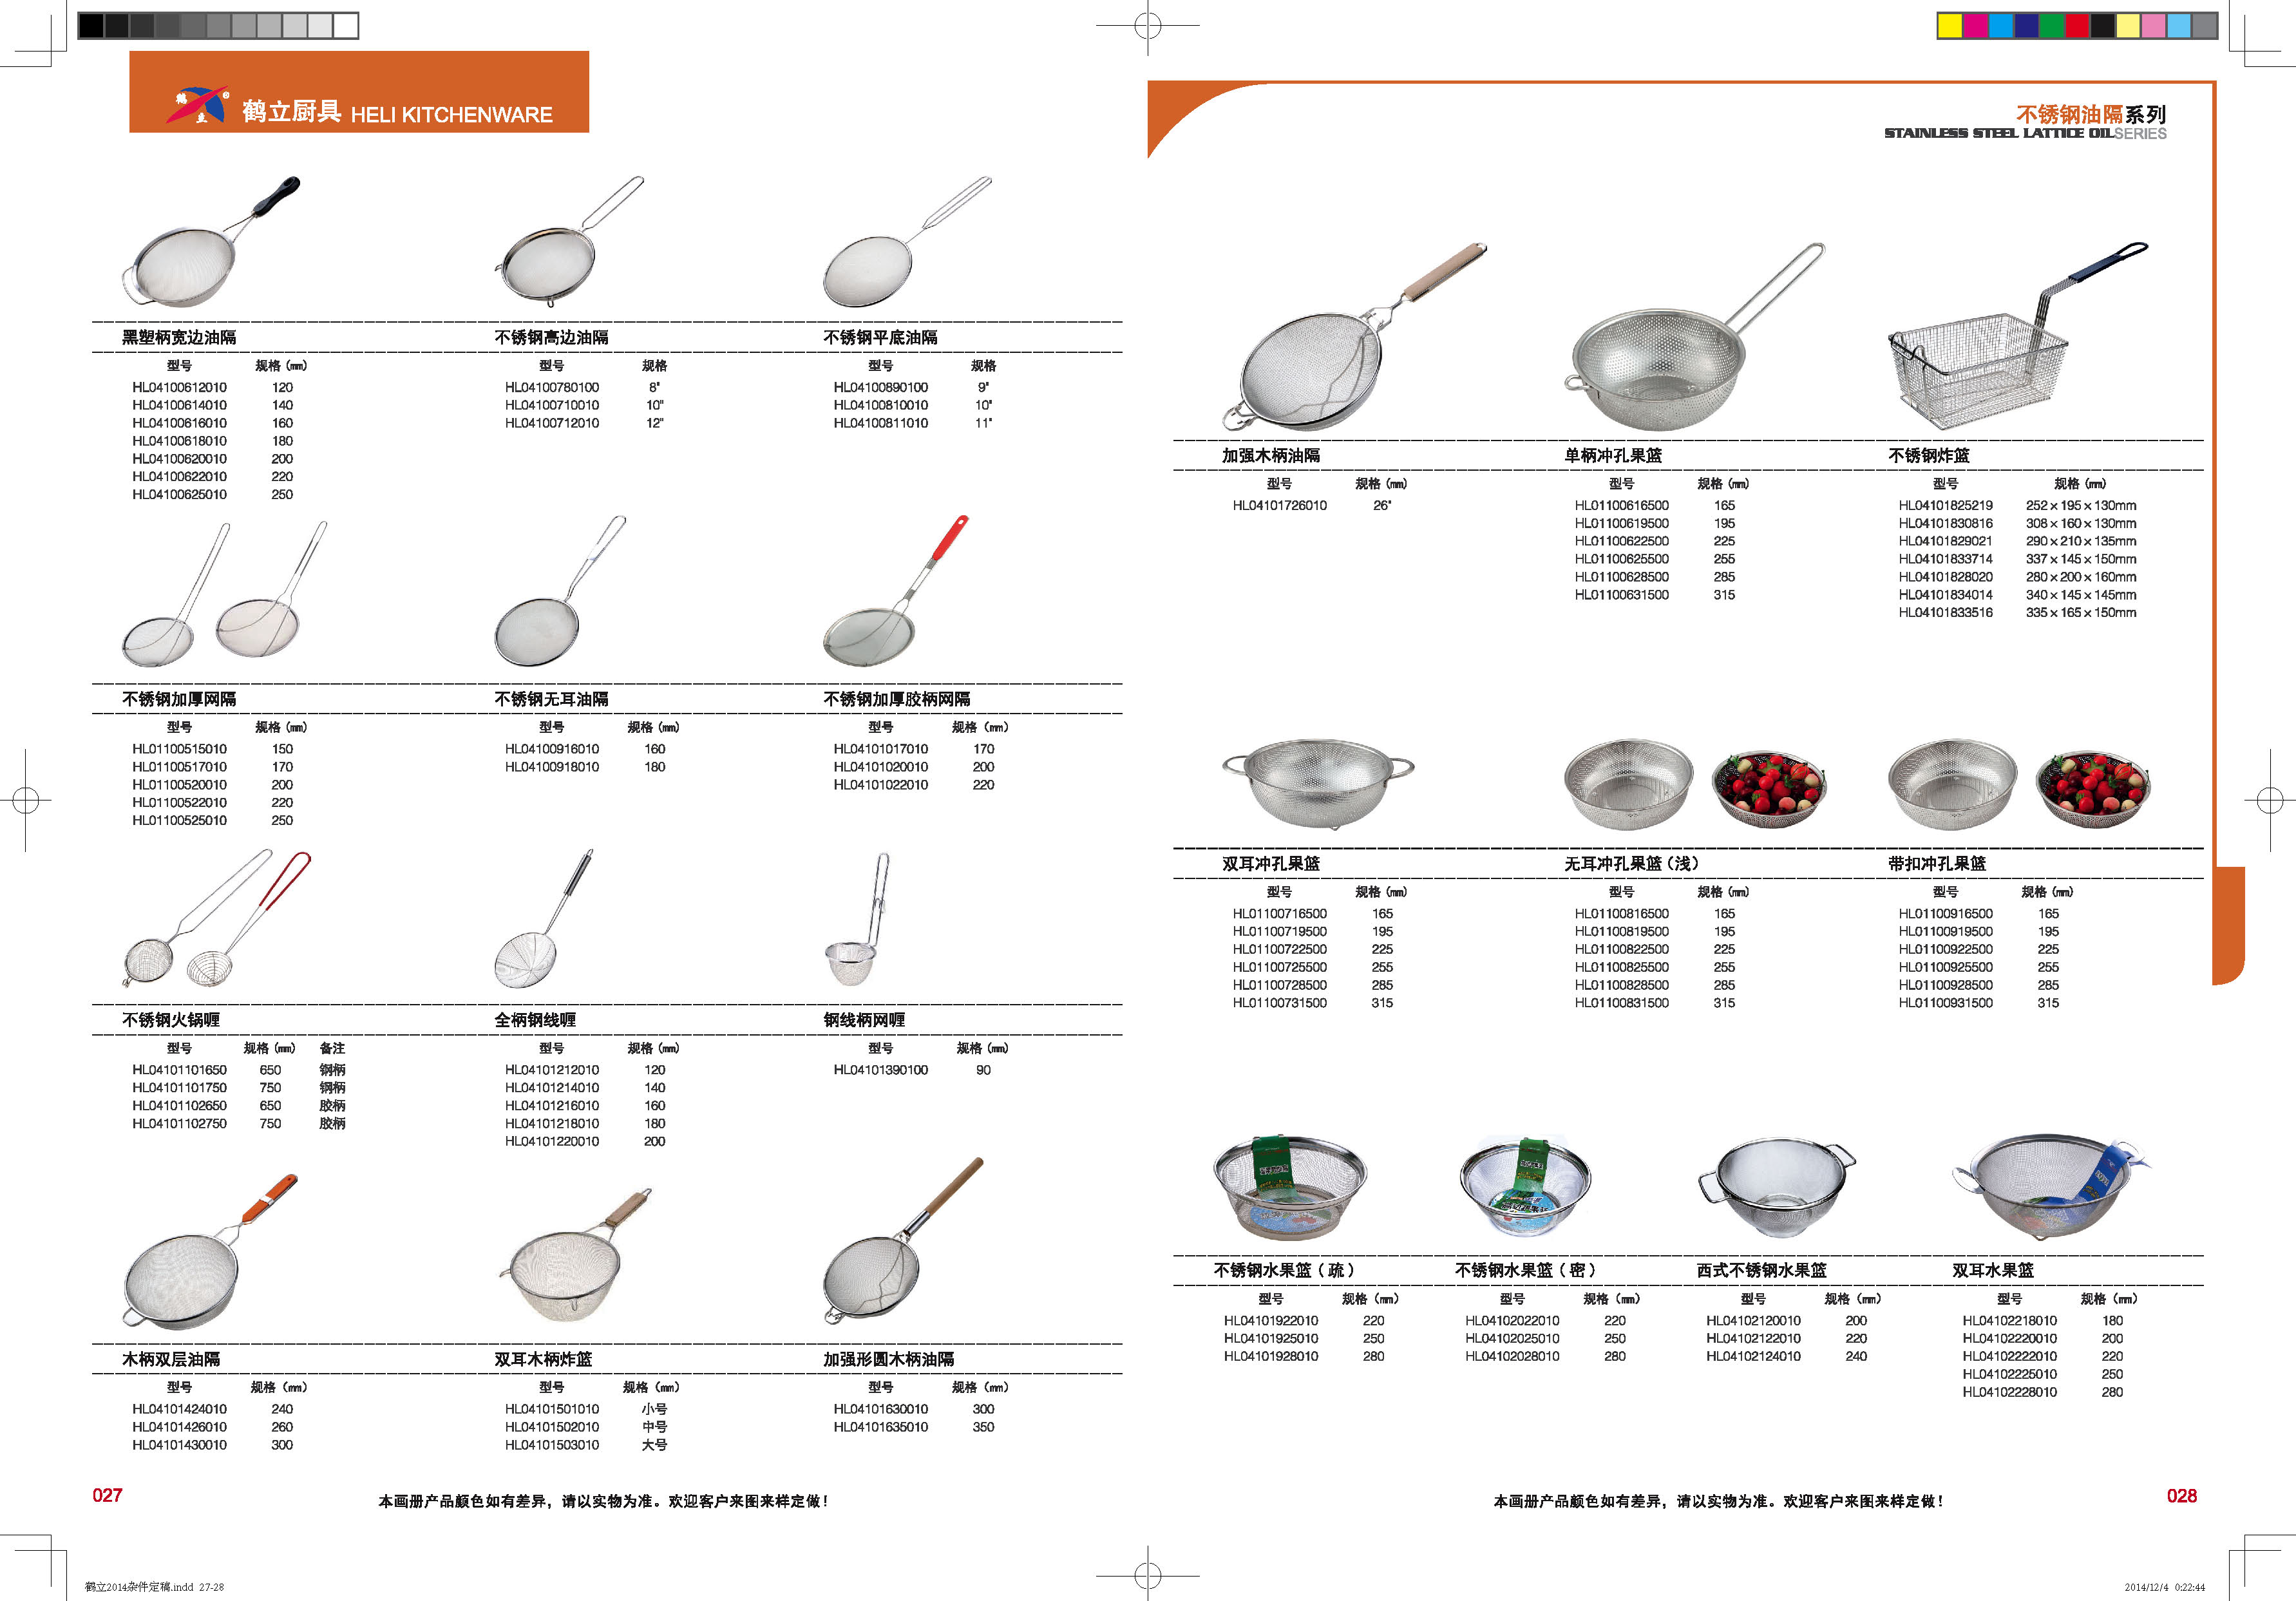 鹤立厨具 HELI KITCHENWARE
黑塑柄宽边油隔
型号 规格 (mm)
HL04100612010 120
HL04100614010 140
HL04100616010 160
HL04100618010 180
HL04100620010 200
HL04100622010 220
HL04100625010 250
不锈钢高边油隔
型号 规格
HL04100780100 8"
HL04100710010 10"
HL04100712010 12"
不锈钢平底油隔
型号 规格
HL04100890100 9"
HL04100810010 10"
HL04100811010 11"
不锈钢加厚网隔
型号 规格 (mm)
HL01100515010 150
HL01100517010 170
HL01100520010 200
HL01100522010 220
HL01100525010 250
不锈钢无耳油隔
型号 规格 (mm)
HL04100916010 160
HL04100918010 180
不锈钢加厚胶柄网隔
型号 规格 (mm)
HL04101017010 170
HL04101020010 200
HL04101022010 220
不锈钢火锅喱
型号 规格 (mm) 备注
HL04101101650 650 钢柄
HL04101101750 750 钢柄
HL04101102650 650 胶柄
HL04101102750 750 胶柄
全柄钢线喱
型号 规格 (mm)
HL04101212010 120
HL04101214010 140
HL04101216010 160
HL04101218010 180
HL04101220010 200
钢线柄网喱
型号 规格 (mm)
HL04101390100 90
木柄双层油隔
型号 规格 (mm)
HL04101424010 240
HL04101426010 260
HL04101430010 300
双耳木柄炸篮
型号 规格 (mm)
HL04101501010 小号
HL04101502010 中号
HL04101503010 大号
加强形圆木柄油隔
型号 规格 (mm)
HL04101630010 300
HL04101635010 350
027
本画册产品颜色如有差异，请以实物为准。欢迎客户来图来样定做！
不锈钢油隔系列
STAINLESS STEEL LATTICE OILSERIES
加强木柄油隔
型号 规格 (mm)
HL04101726010 26"
单柄冲孔果篮
型号 规格 (mm)
HL01100616500 165
HL01100619500 195
HL01100622500 225
HL01100625500 255
HL01100628500 285
HL01100631500 315
不锈钢炸篮
型号 规格 (mm)
HL04101825219 252×195×130mm
HL04101830816 308×160×130mm
HL04101829021 290×210×135mm
HL04101833714 337×145×150mm
HL04101828020 280×200×160mm
HL04101834014 340×145×145mm
HL04101833516 335×165×150mm
双耳冲孔果篮
型号 规格 (mm)
HL01100716500 165
HL01100719500 195
HL01100722500 225
HL01100725500 255
HL01100728500 285
HL01100731500 315
无耳冲孔果篮（浅）
型号 规格 (mm)
HL01100816500 165
HL01100819500 195
HL01100822500 225
HL01100825500 255
HL01100828500 285
HL01100831500 315
带扣冲孔果篮
型号 规格 (mm)
HL01100916500 165
HL01100919500 195
HL01100922500 225
HL01100925500 255
HL01100928500 285
HL01100931500 315
不锈钢水果篮（疏）
型号 规格 (mm)
HL04101922010 220
HL04101925010 250
HL04101928010 280
不锈钢水果篮（密）
型号 规格 (mm)
HL04102022010 220
HL04102025010 250
HL04102028010 280
西式不锈钢水果篮
型号 规格 (mm)
HL04102120010 200
HL04102122010 220
HL04102124010 240
双耳水果篮
型号 规格 (mm)
HL04102218010 180
HL04102220010 200
HL04102222010 220
HL04102225010 250
HL04102228010 280
本画册产品颜色如有差异，请以实物为准。欢迎客户来图来样定做！
028
鹤立2014杂件定稿.indd 27-28
2014/12/4 0:22:44